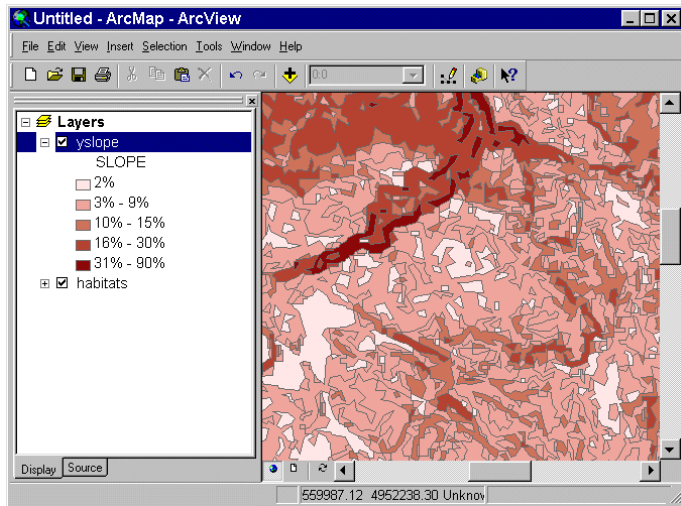 Untitled - ArcMap - ArcView
File Edit View Insert Selection Tools Window Help
0:0
Layers
yslope
SLOPE
2%
3% - 9%
10% - 15%
16% - 30%
31% - 90%
habitats
Display Source
559987.12 4952238.30 Unknow